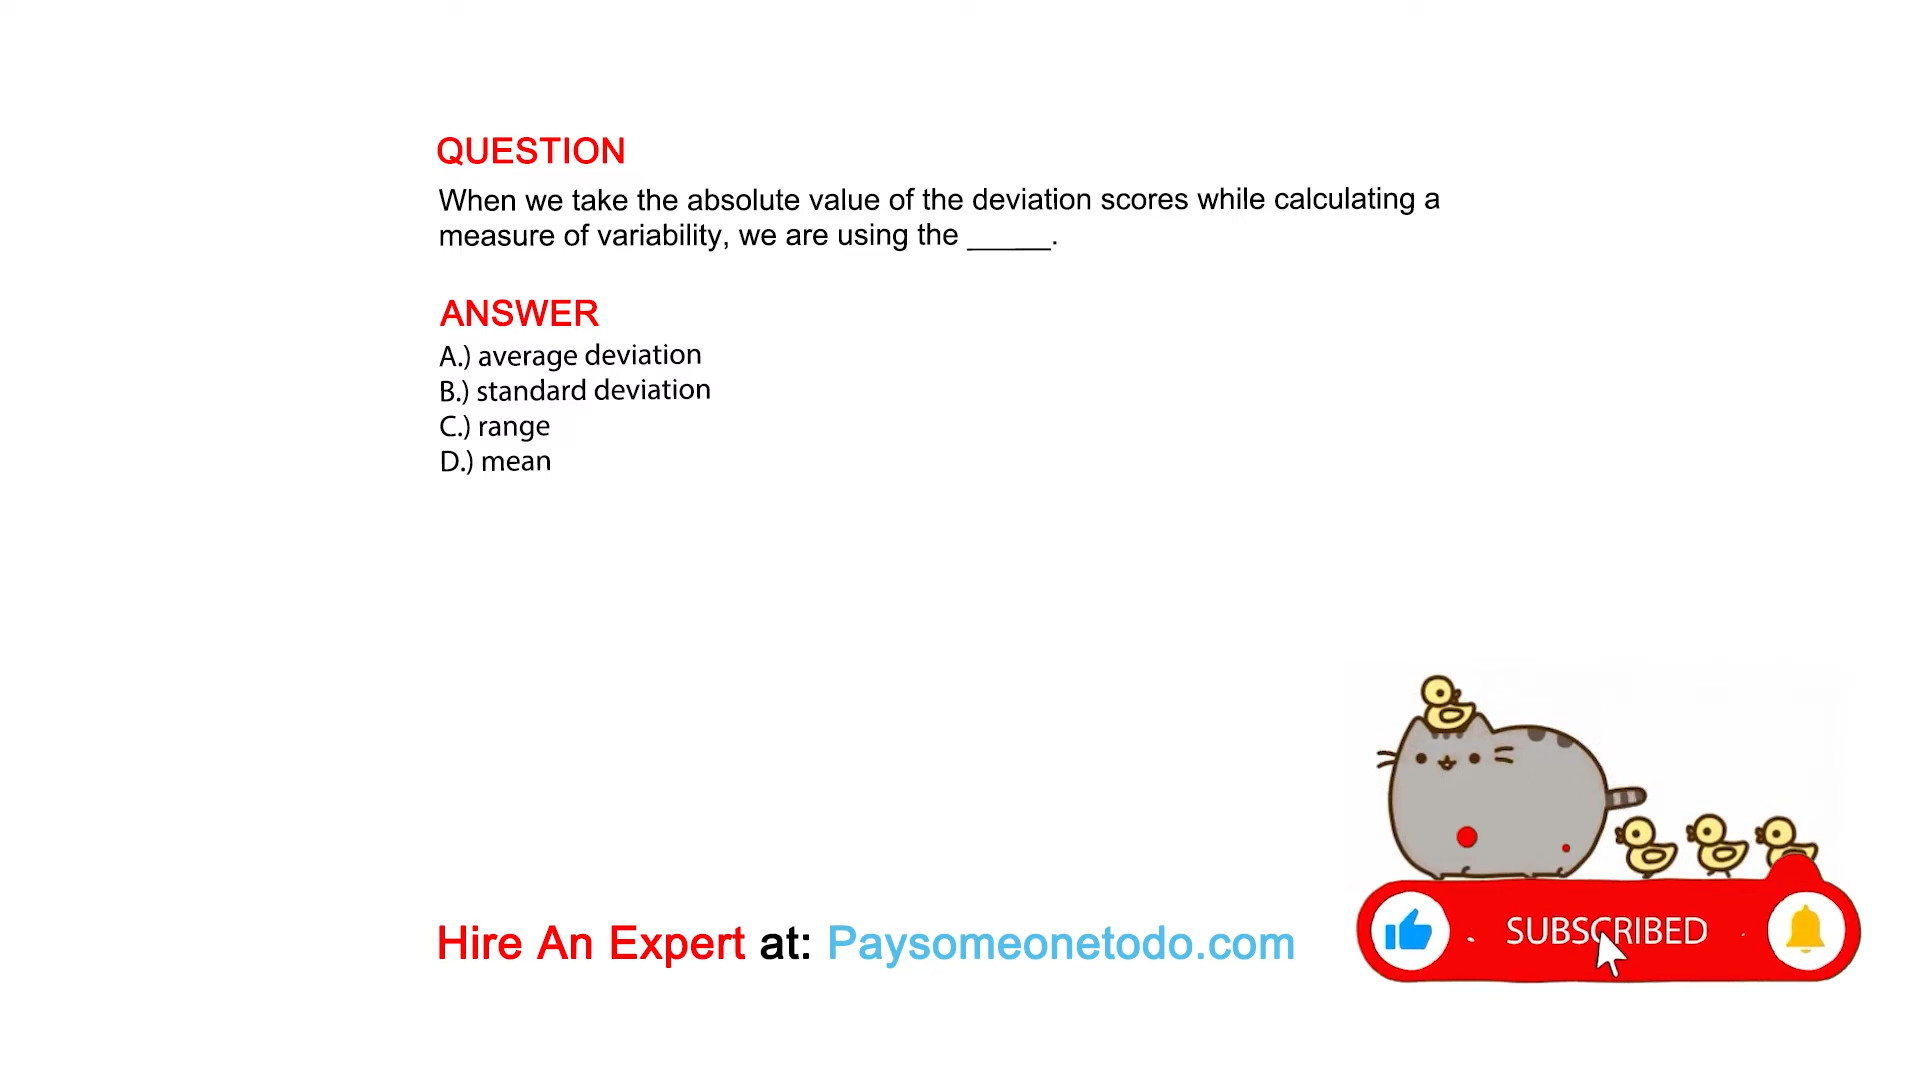 QUESTION
When we take the absolute value of the deviation scores while calculating a
measure of variability, we are using the _____.
ANSWER
A.) average deviation
B.) standard deviation
C.) range
D.) mean
Hire An Expert at: Paysomeonetodo.com
SUBSCRIBED